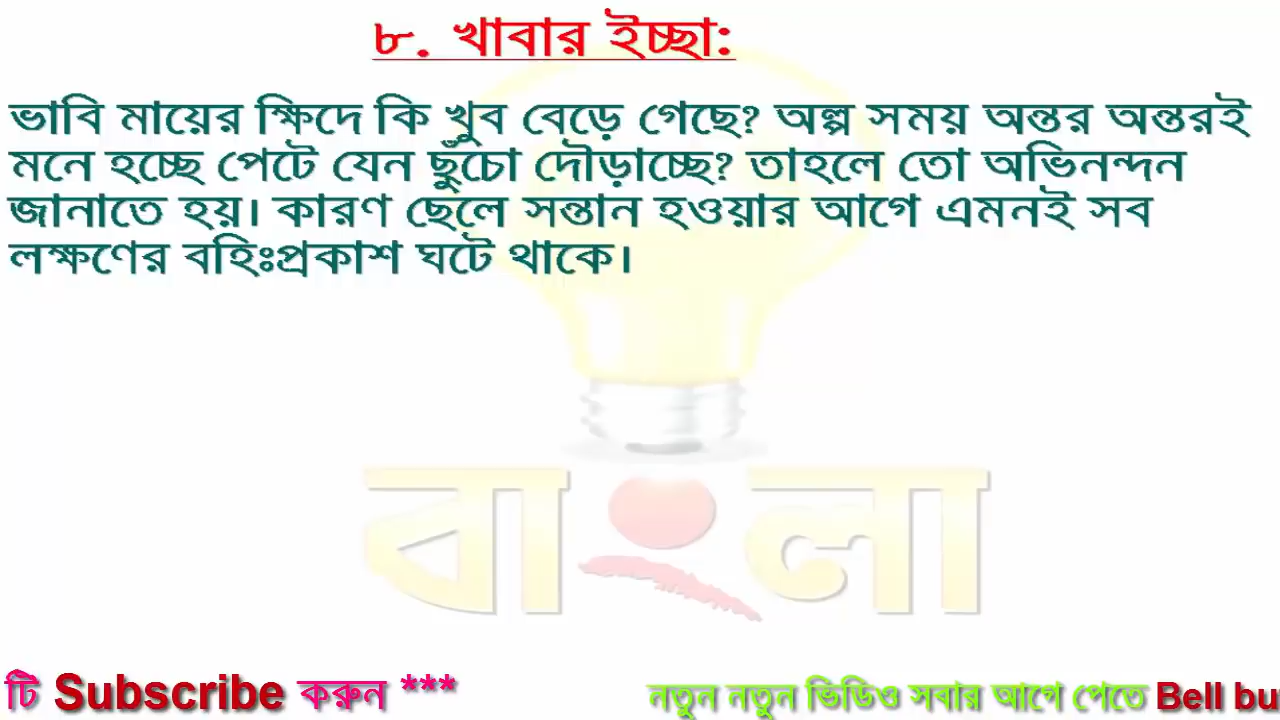 ৮. খাবার ইচ্ছা:
ভাবি মায়ের ক্ষিদে কি খুব বেড়ে গেছে? অল্প সময় অন্তর অন্তরই
মনে হচ্ছে পেটে যেন ছুঁচো দৌড়াচ্ছে? তাহলে তো অভিনন্দন
জানাতে হয়। কারণ ছেলে সন্তান হওয়ার আগে এমনই সব
লক্ষণের বহিঃপ্রকাশ ঘটে থাকে।
বাংলা
টি Subscribe করুন ***
নতুন নতুন ভিডিও সবার আগে পেতে Bell bu